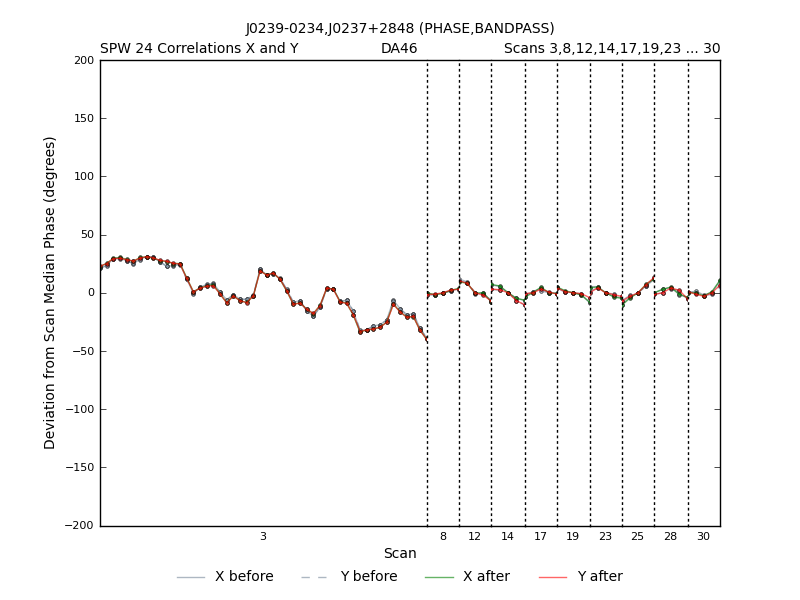 J0239-0234,J0237+2848 (PHASE,BANDPASS)
SPW 24 Correlations X and Y DA46 Scans 3,8,12,14,17,19,23 ... 30
200
150
100
50
0
−50
−100
−150
−200
Deviation from Scan Median Phase (degrees)
3 8 12 14 17 19 23 25 28 30
Scan
X before Y before X after Y after